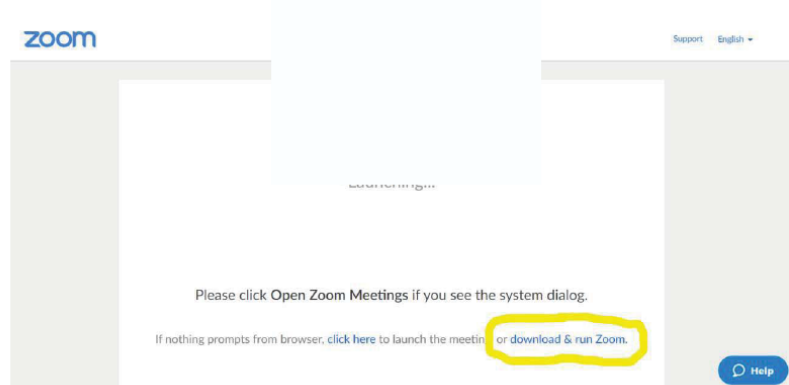 zoom
Support English
Launching...
Please click Open Zoom Meetings if you see the system dialog.
If nothing prompts from browser, click here to launch the meetin or download & run Zoom.
Help